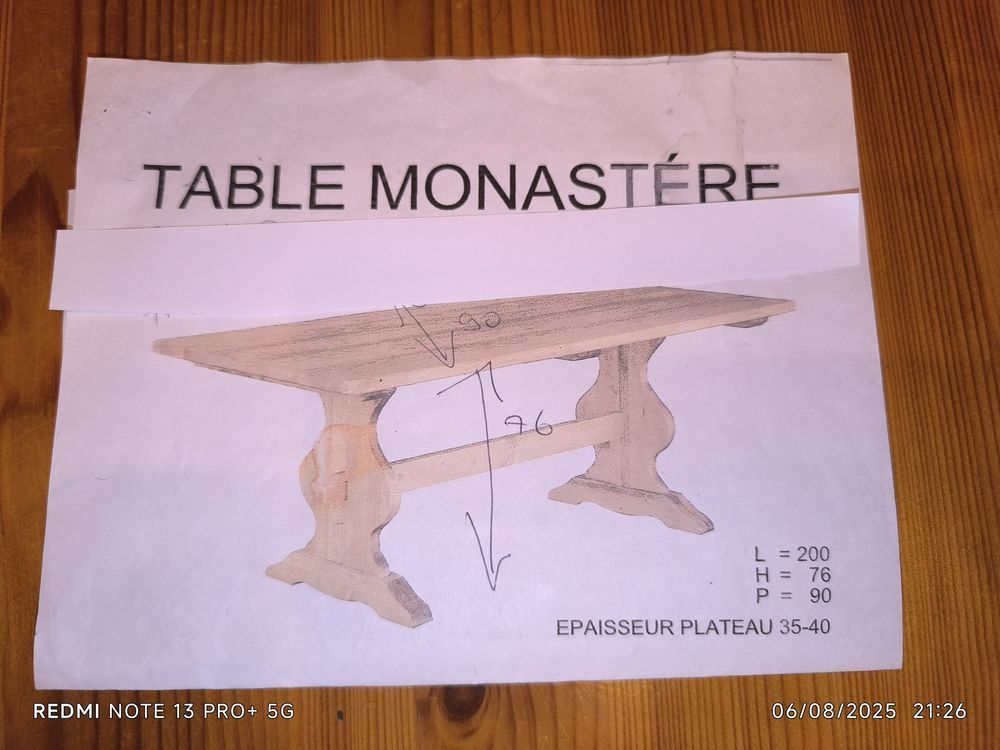 TABLE MONASTÉRE
90
76
L = 200
H = 76
P = 90
EPAISSEUR PLATEAU 35-40
REDMI NOTE 13 PRO+ 5G
06/08/2025 21:26